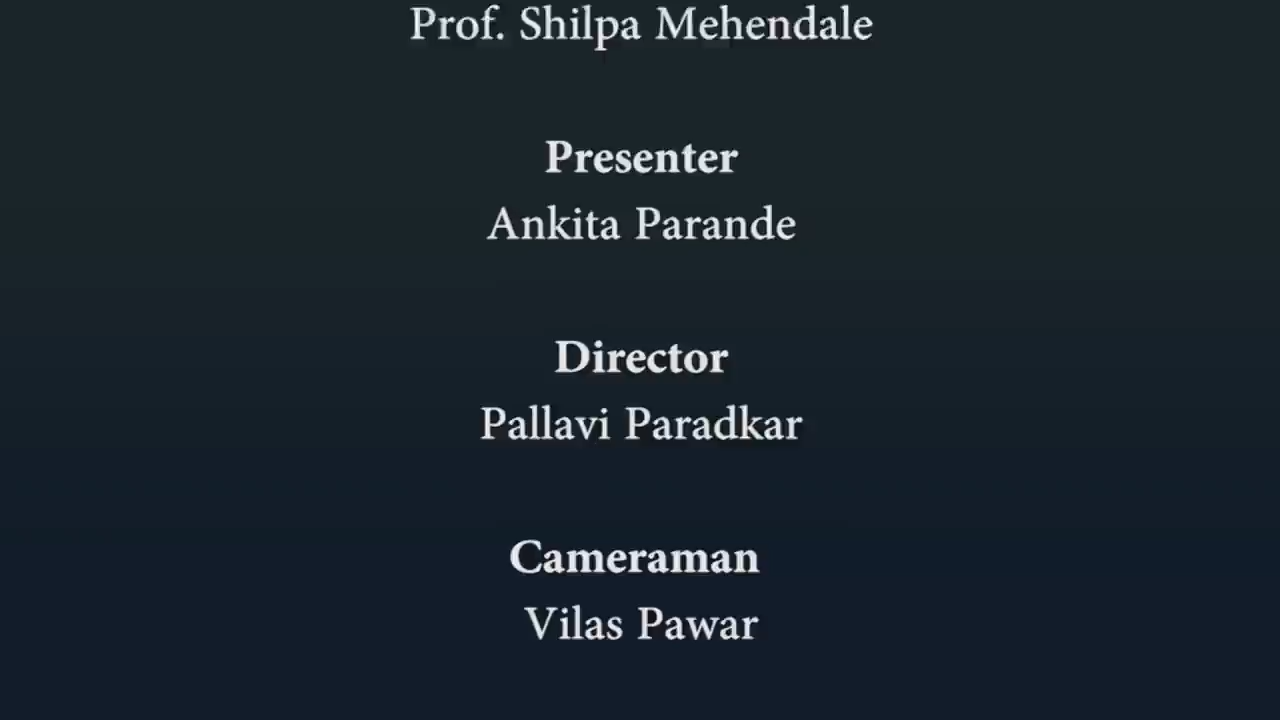 Prof. Shilpa Mehendale
Presenter
Ankita Parande
Director
Pallavi Paradkar
Cameraman
Vilas Pawar